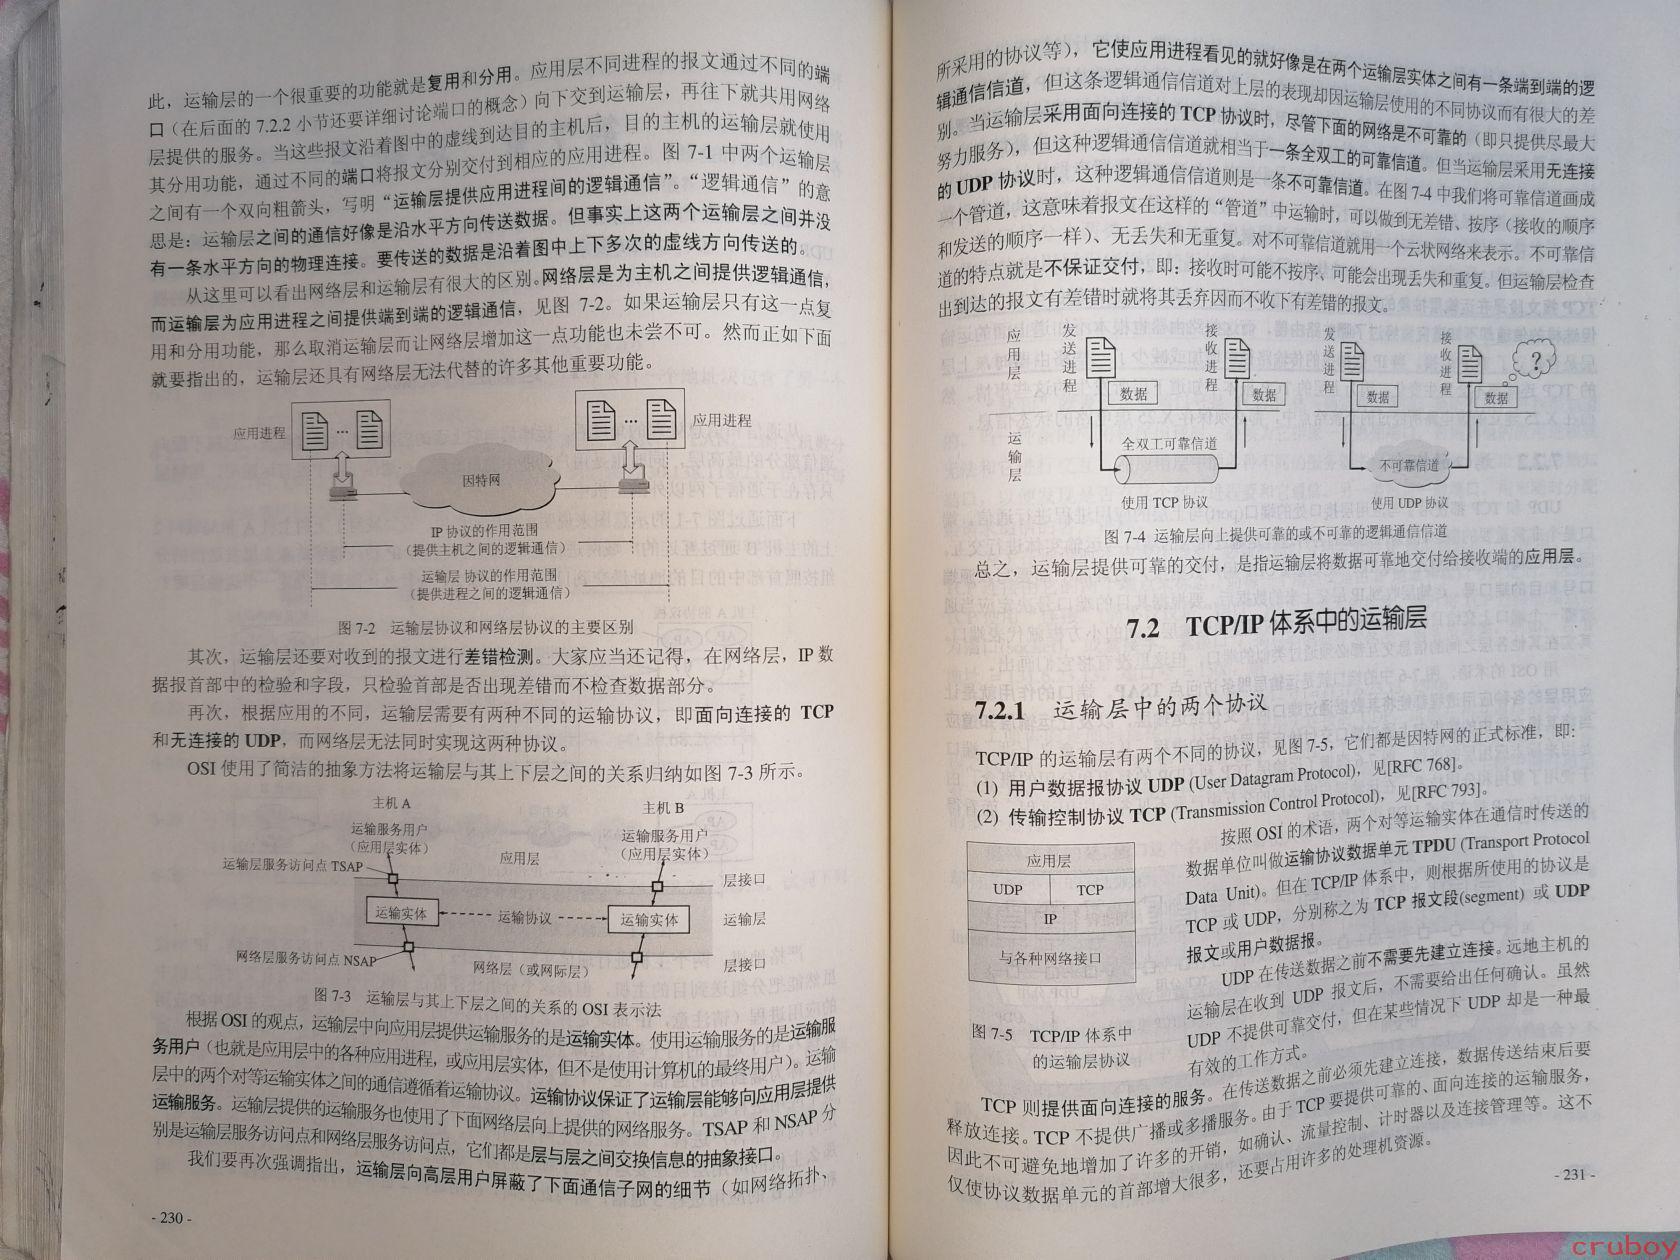 此，运输层的一个很重要的功能就是复用和分用。应用层不同进程的报文通过不同的端
口（在后面的 7.2.2 小节还要详细讨论端口的概念）向下交到运输层，再往下就共用网络
层提供的服务。当这些报文沿着图中的虚线到达目的主机后，目的主机的运输层就使用
其分用功能，通过不同的端口将报文分别交付到相应的应用进程。图 7-1 中两个运输层
之间有一个双向粗箭头，写明“运输层提供应用进程间的逻辑通信”。“逻辑通信”的意
思是：运输层之间的通信好像是沿水平方向传送数据。但事实上这两个运输层之间并没
有一条水平方向的物理连接。要传送的数据是沿着图中上下多次的虚线方向传送的。
从这里可以看出网络层和运输层有很大的区别。网络层是为主机之间提供逻辑通信，
而运输层为应用进程之间提供端到端的逻辑通信，见图 7-2。如果运输层只有这一点复
用和分用功能，那么取消运输层而让网络层增加这一点功能也未尝不可。然而正如下面
就要指出的，运输层还具有网络层无法代替的许多其他重要功能。
应用进程
…
…
应用进程
因特网
IP 协议的作用范围
（提供主机之间的逻辑通信）
运输层 协议的作用范围
（提供进程之间的逻辑通信）
图 7-2 运输层协议和网络层协议的主要区别
其次，运输层还要对收到的报文进行差错检测。大家应当还记得，在网络层，IP 数
据报首部中的检验和字段，只检验首部是否出现差错而不检查数据部分。
再次，根据应用的不同，运输层需要有两种不同的运输协议，即面向连接的 TCP
和无连接的 UDP，而网络层无法同时实现这两种协议。
OSI 使用了简洁的抽象方法将运输层与其上下层之间的关系归纳如图 7-3 所示。
主机 A
主机 B
运输服务用户
（应用层实体）
应用层
运输服务用户
（应用层实体）
运输层服务访问点 TSAP
层接口
运输实体
运输协议
运输实体
运输层
网络层服务访问点 NSAP
网络层（或网际层）
层接口
图 7-3 运输层与其上下层之间的关系的 OSI 表示法
根据 OSI 的观点，运输层中向应用层提供运输服务的是运输实体。使用运输服务的是运输服
务用户（也就是应用层中的各种应用进程，或应用层实体，但不是使用计算机的最终用户）。运输
层中的两个对等运输实体之间的通信遵循着运输协议。运输协议保证了运输层能够向应用层提供
运输服务。运输层提供的运输服务也使用了下面网络层向上提供的网络服务。TSAP 和 NSAP 分
别是运输层服务访问点和网络层服务访问点，它们都是层与层之间交换信息的抽象接口。
我们要再次强调指出，运输层向高层用户屏蔽了下面通信子网的细节（如网络拓扑、
- 230 -
所采用的协议等），它使应用进程看见的就好像是在两个运输层实体之间有一条端到端的逻
辑通信信道，但这条逻辑通信信道对上层的表现却因运输层使用的不同协议而有很大的差
别。当运输层采用面向连接的 TCP 协议时，尽管下面的网络是不可靠的（即只提供尽最大
努力服务），但这种逻辑通信信道就相当于一条全双工的可靠信道。但当运输层采用无连接
的 UDP 协议时，这种逻辑通信信道则是一条不可靠信道。在图 7-4 中我们将可靠信道画成
一个管道，这意味着报文在这样的“管道”中运输时，可以做到无差错、按序（接收的顺序
和发送的顺序一样）、无丢失和无重复。对不可靠信道就用一个云状网络来表示。不可靠信
道的特点就是不保证交付，即：接收时可能不按序、可能会出现丢失和重复。但运输层检查
出到达的报文有差错时就将其丢弃因而不收下有差错的报文。
应用层
发送进程
接收进程
发送进程
接收进程
?
数据
数据
数据
数据
运输层
全双工可靠信道
不可靠信道
使用 TCP 协议
使用 UDP 协议
图 7-4 运输层向上提供可靠的或不可靠的逻辑通信信道
总之，运输层提供可靠的交付，是指运输层将数据可靠地交付给接收端的应用层。
7.2 TCP/IP 体系中的运输层
7.2.1 运输层中的两个协议
TCP/IP 的运输层有两个不同的协议，见图 7-5，它们都是因特网的正式标准，即：
(1) 用户数据报协议 UDP (User Datagram Protocol)，见[RFC 768]。
(2) 传输控制协议 TCP (Transmission Control Protocol)，见[RFC 793]。
应用层
UDP
TCP
IP
与各种网络接口
图 7-5 TCP/IP 体系中
的运输层协议
按照 OSI 的术语，两个对等运输实体在通信时传送的
数据单位叫做运输协议数据单元 TPDU (Transport Protocol
Data Unit)。但在 TCP/IP 体系中，则根据所使用的协议是
TCP 或 UDP，分别称之为 TCP 报文段(segment) 或 UDP
报文或用户数据报。
UDP 在传送数据之前不需要先建立连接。远地主机的
运输层在收到 UDP 报文后，不需要给出任何确认。虽然
UDP 不提供可靠交付，但在某些情况下 UDP 却是一种最
有效的工作方式。
TCP 则提供面向连接的服务。在传送数据之前必须先建立连接，数据传送结束后要
释放连接。TCP 不提供广播或多播服务。由于 TCP 要提供可靠的、面向连接的运输服务，
因此不可避免地增加了许多的开销，如确认、流量控制、计时器以及连接管理等。这不
仅使协议数据单元的首部增大很多，还要占用许多的处理机资源。
- 231 -
cruboy